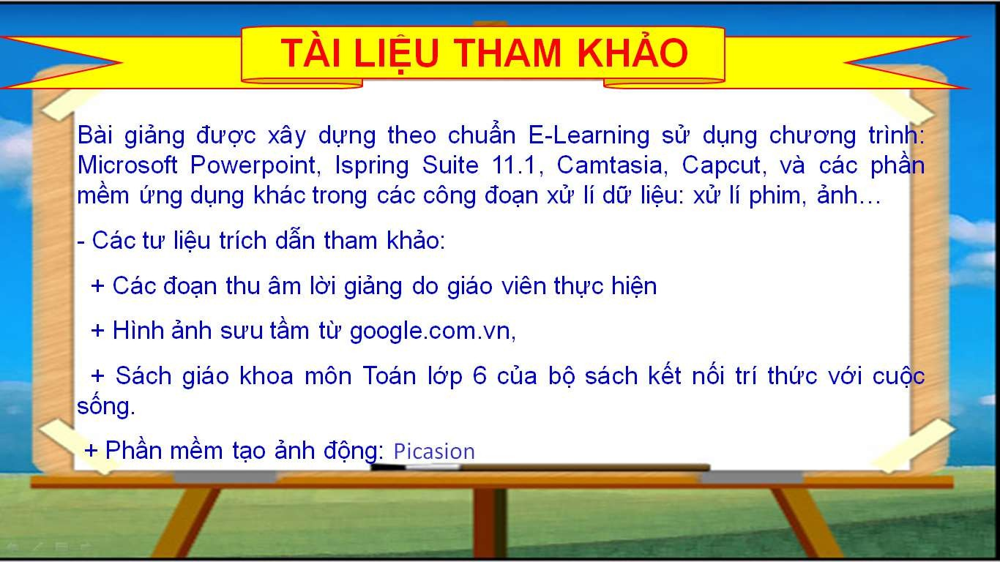 TÀI LIỆU THAM KHẢO
Bài giảng được xây dựng theo chuẩn E-Learning sử dụng chương trình:
Microsoft Powerpoint, Ispring Suite 11.1, Camtasia, Capcut, và các phần
mềm ứng dụng khác trong các công đoạn xử lí dữ liệu: xử lí phim, ảnh…
- Các tư liệu trích dẫn tham khảo:
+ Các đoạn thu âm lời giảng do giáo viên thực hiện
+ Hình ảnh sưu tầm từ google.com.vn,
+ Sách giáo khoa môn Toán lớp 6 của bộ sách kết nối trí thức với cuộc
sống.
+ Phần mềm tạo ảnh động: Picasion